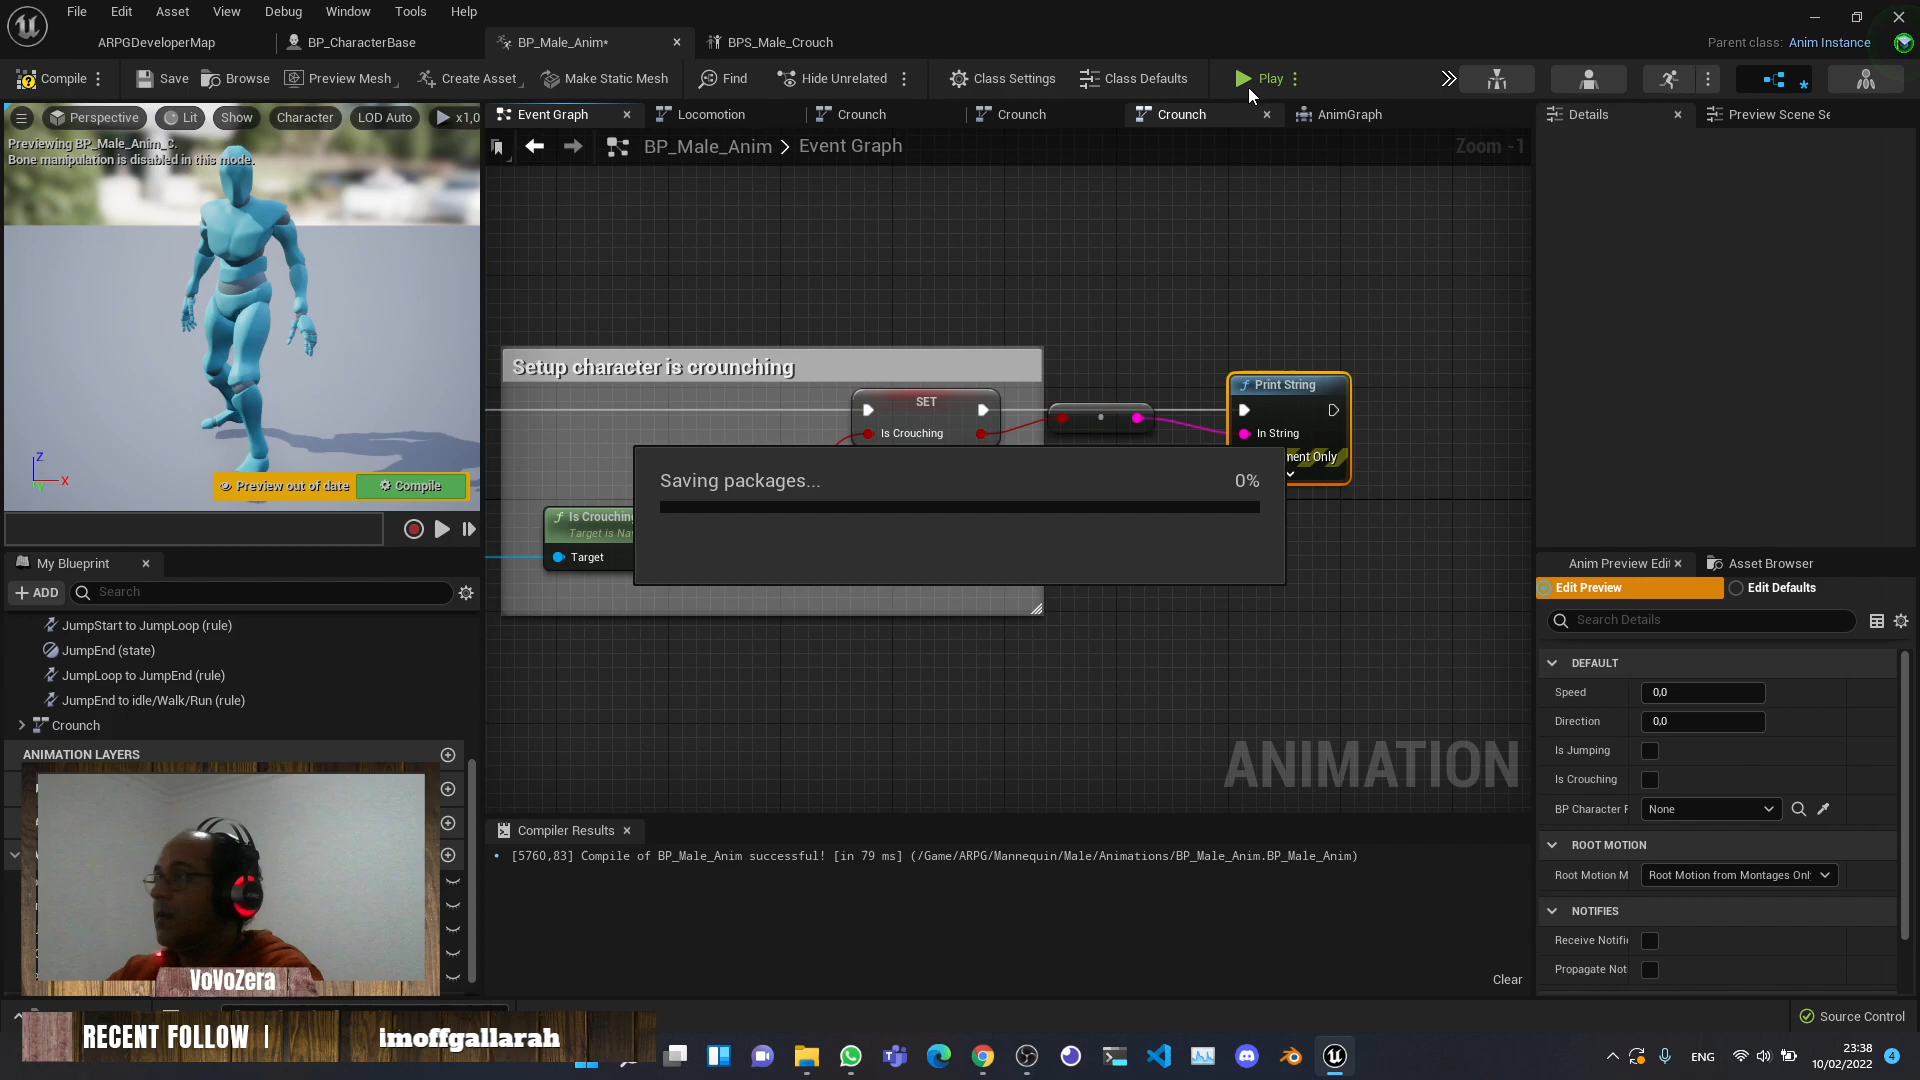 File Edit Asset View Debug Window Tools Help
ARPGDeveloperMap BP_CharacterBase BP_Male_Anim* BPS_Male_Crouch Parent class: Anim Instance
Compile Save Browse Preview Mesh Create Asset Make Static Mesh Find Hide Unrelated Class Settings Class Defaults Play
Perspective Lit Show Character LOD Auto x1,0
Previewing BP_Male_Anim_C.
Bone manipulation is disabled in this mode.
Z
X
Y
Preview out of date Compile
Event Graph Locomotion Crounch Crounch Crounch AnimGraph
BP_Male_Anim > Event Graph Zoom -1
Setup character is crounching
SET
Is Crouching
Print String
In String
ment Only
Is Crouching
Target is Nav
Target
Saving packages... 0%
ANIMATION
Details Preview Scene Se
My Blueprint
+ ADD Search
JumpStart to JumpLoop (rule)
JumpEnd (state)
JumpLoop to JumpEnd (rule)
JumpEnd to idle/Walk/Run (rule)
Crounch
ANIMATION LAYERS
VoVoZera
Compiler Results
[5760,83] Compile of BP_Male_Anim successful! [in 79 ms] (/Game/ARPG/Mannequin/Male/Animations/BP_Male_Anim.BP_Male_Anim)
Clear
Anim Preview Edit Asset Browser
Edit Preview Edit Defaults
Search Details
DEFAULT
Speed 0,0
Direction 0,0
Is Jumping
Is Crouching
BP Character F None
ROOT MOTION
Root Motion M Root Motion from Montages Onl
NOTIFIES
Receive Notifi
Propagate Not
Source Control
RECENT FOLLOW | imoffgallarah
ENG 23:38
10/02/2022 4